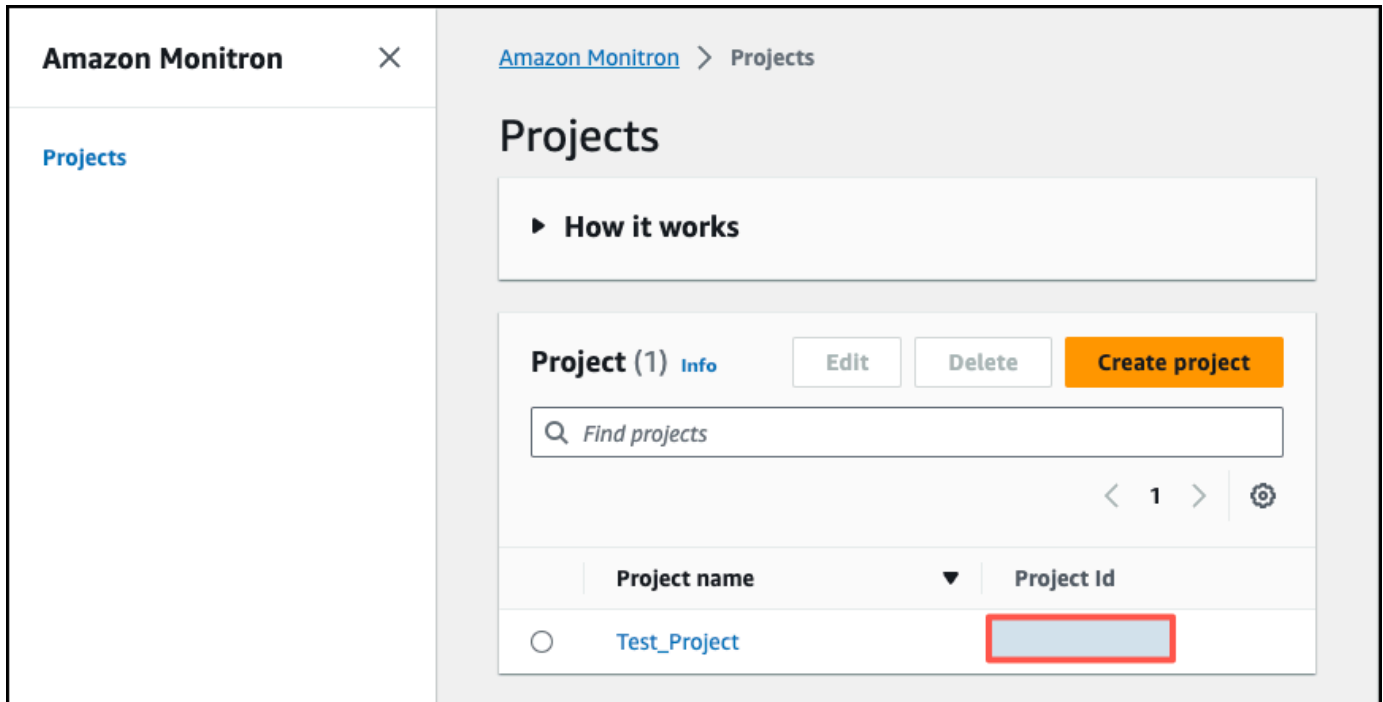 Amazon Monitron
Projects
Amazon Monitron > Projects
Projects
How it works
Project (1) Info Edit Delete Create project
Find projects
1
Project name Project Id
Test_Project